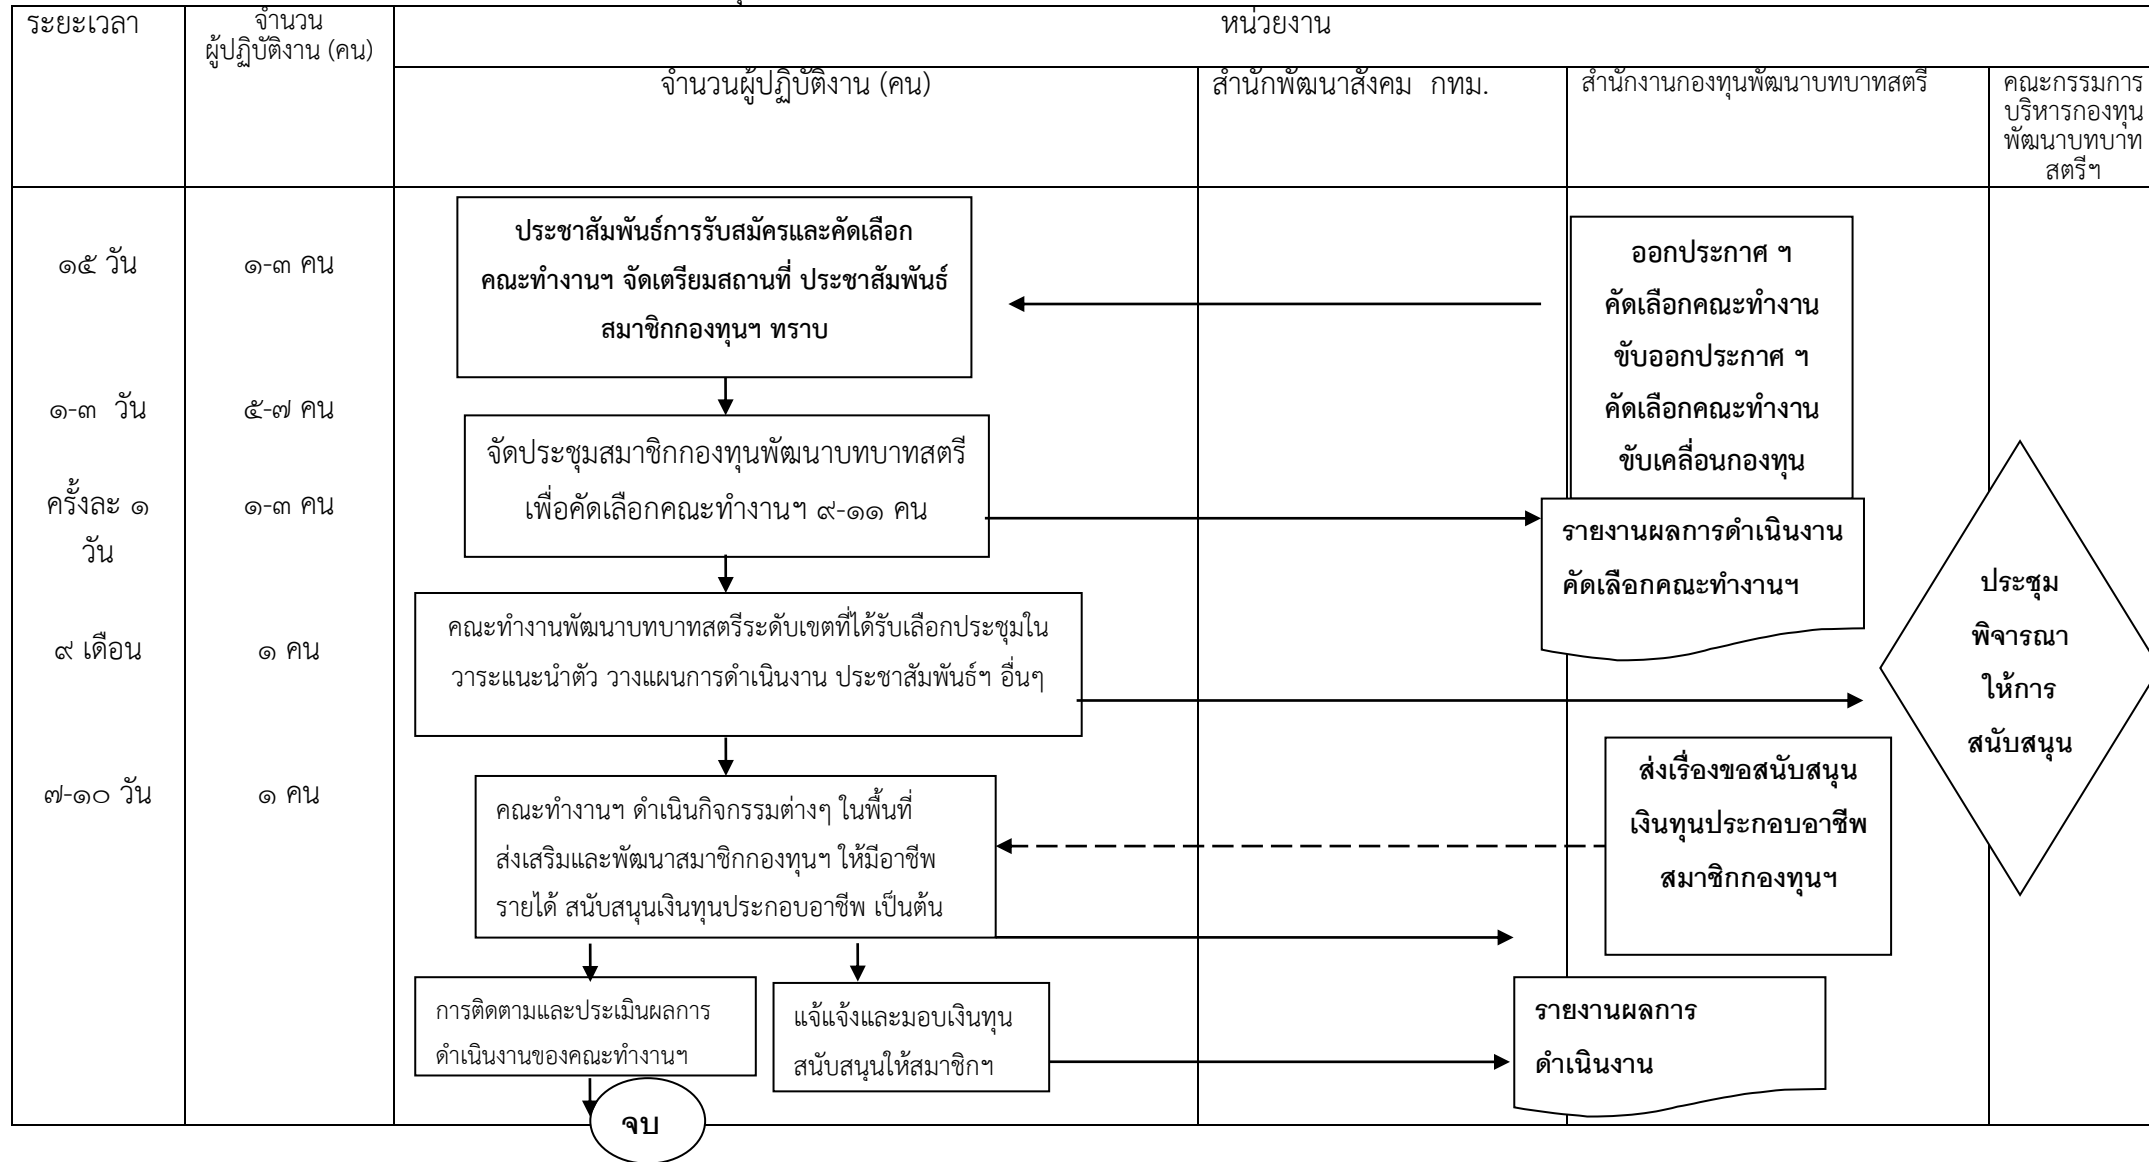 ระยะเวลา
จำนวน
ผู้ปฏิบัติงาน (คน)
หน่วยงาน
จำนวนผู้ปฏิบัติงาน (คน)
สำนักพัฒนาสังคม กทม.
สำนักงานกองทุนพัฒนาบทบาทสตรี
คณะกรรมการ
บริหารกองทุน
พัฒนาบทบาท
สตรีฯ
๑๕ วัน
๑-๓ คน
ประชาสัมพันธ์การรับสมัครและคัดเลือก
คณะทำงานฯ จัดเตรียมสถานที่ ประชาสัมพันธ์
สมาชิกกองทุนฯ ทราบ
ออกประกาศ ฯ
คัดเลือกคณะทำงาน
ขับออกประกาศ ฯ
คัดเลือกคณะทำงาน
ขับเคลื่อนกองทุน
๑-๓ วัน
๕-๗ คน
จัดประชุมสมาชิกกองทุนพัฒนาบทบาทสตรี
เพื่อคัดเลือกคณะทำงานฯ ๙-๑๑ คน
ครั้งละ ๑
วัน
๑-๓ คน
รายงานผลการดำเนินงาน
คัดเลือกคณะทำงานฯ
ประชุม
พิจารณา
ให้การ
สนับสนุน
๙ เดือน
๑ คน
คณะทำงานพัฒนาบทบาทสตรีระดับเขตที่ได้รับเลือกประชุมใน
วาระแนะนำตัว วางแผนการดำเนินงาน ประชาสัมพันธ์ฯ อื่นๆ
๗-๑๐ วัน
๑ คน
คณะทำงานฯ ดำเนินกิจกรรมต่างๆ ในพื้นที่
ส่งเสริมและพัฒนาสมาชิกกองทุนฯ ให้มีอาชีพ
รายได้ สนับสนุนเงินทุนประกอบอาชีพ เป็นต้น
ส่งเรื่องขอสนับสนุน
เงินทุนประกอบอาชีพ
สมาชิกกองทุนฯ
การติดตามและประเมินผลการ
ดำเนินงานของคณะทำงานฯ
แจ้แจ้งและมอบเงินทุน
สนับสนุนให้สมาชิกฯ
รายงานผลการ
ดำเนินงาน
จบ